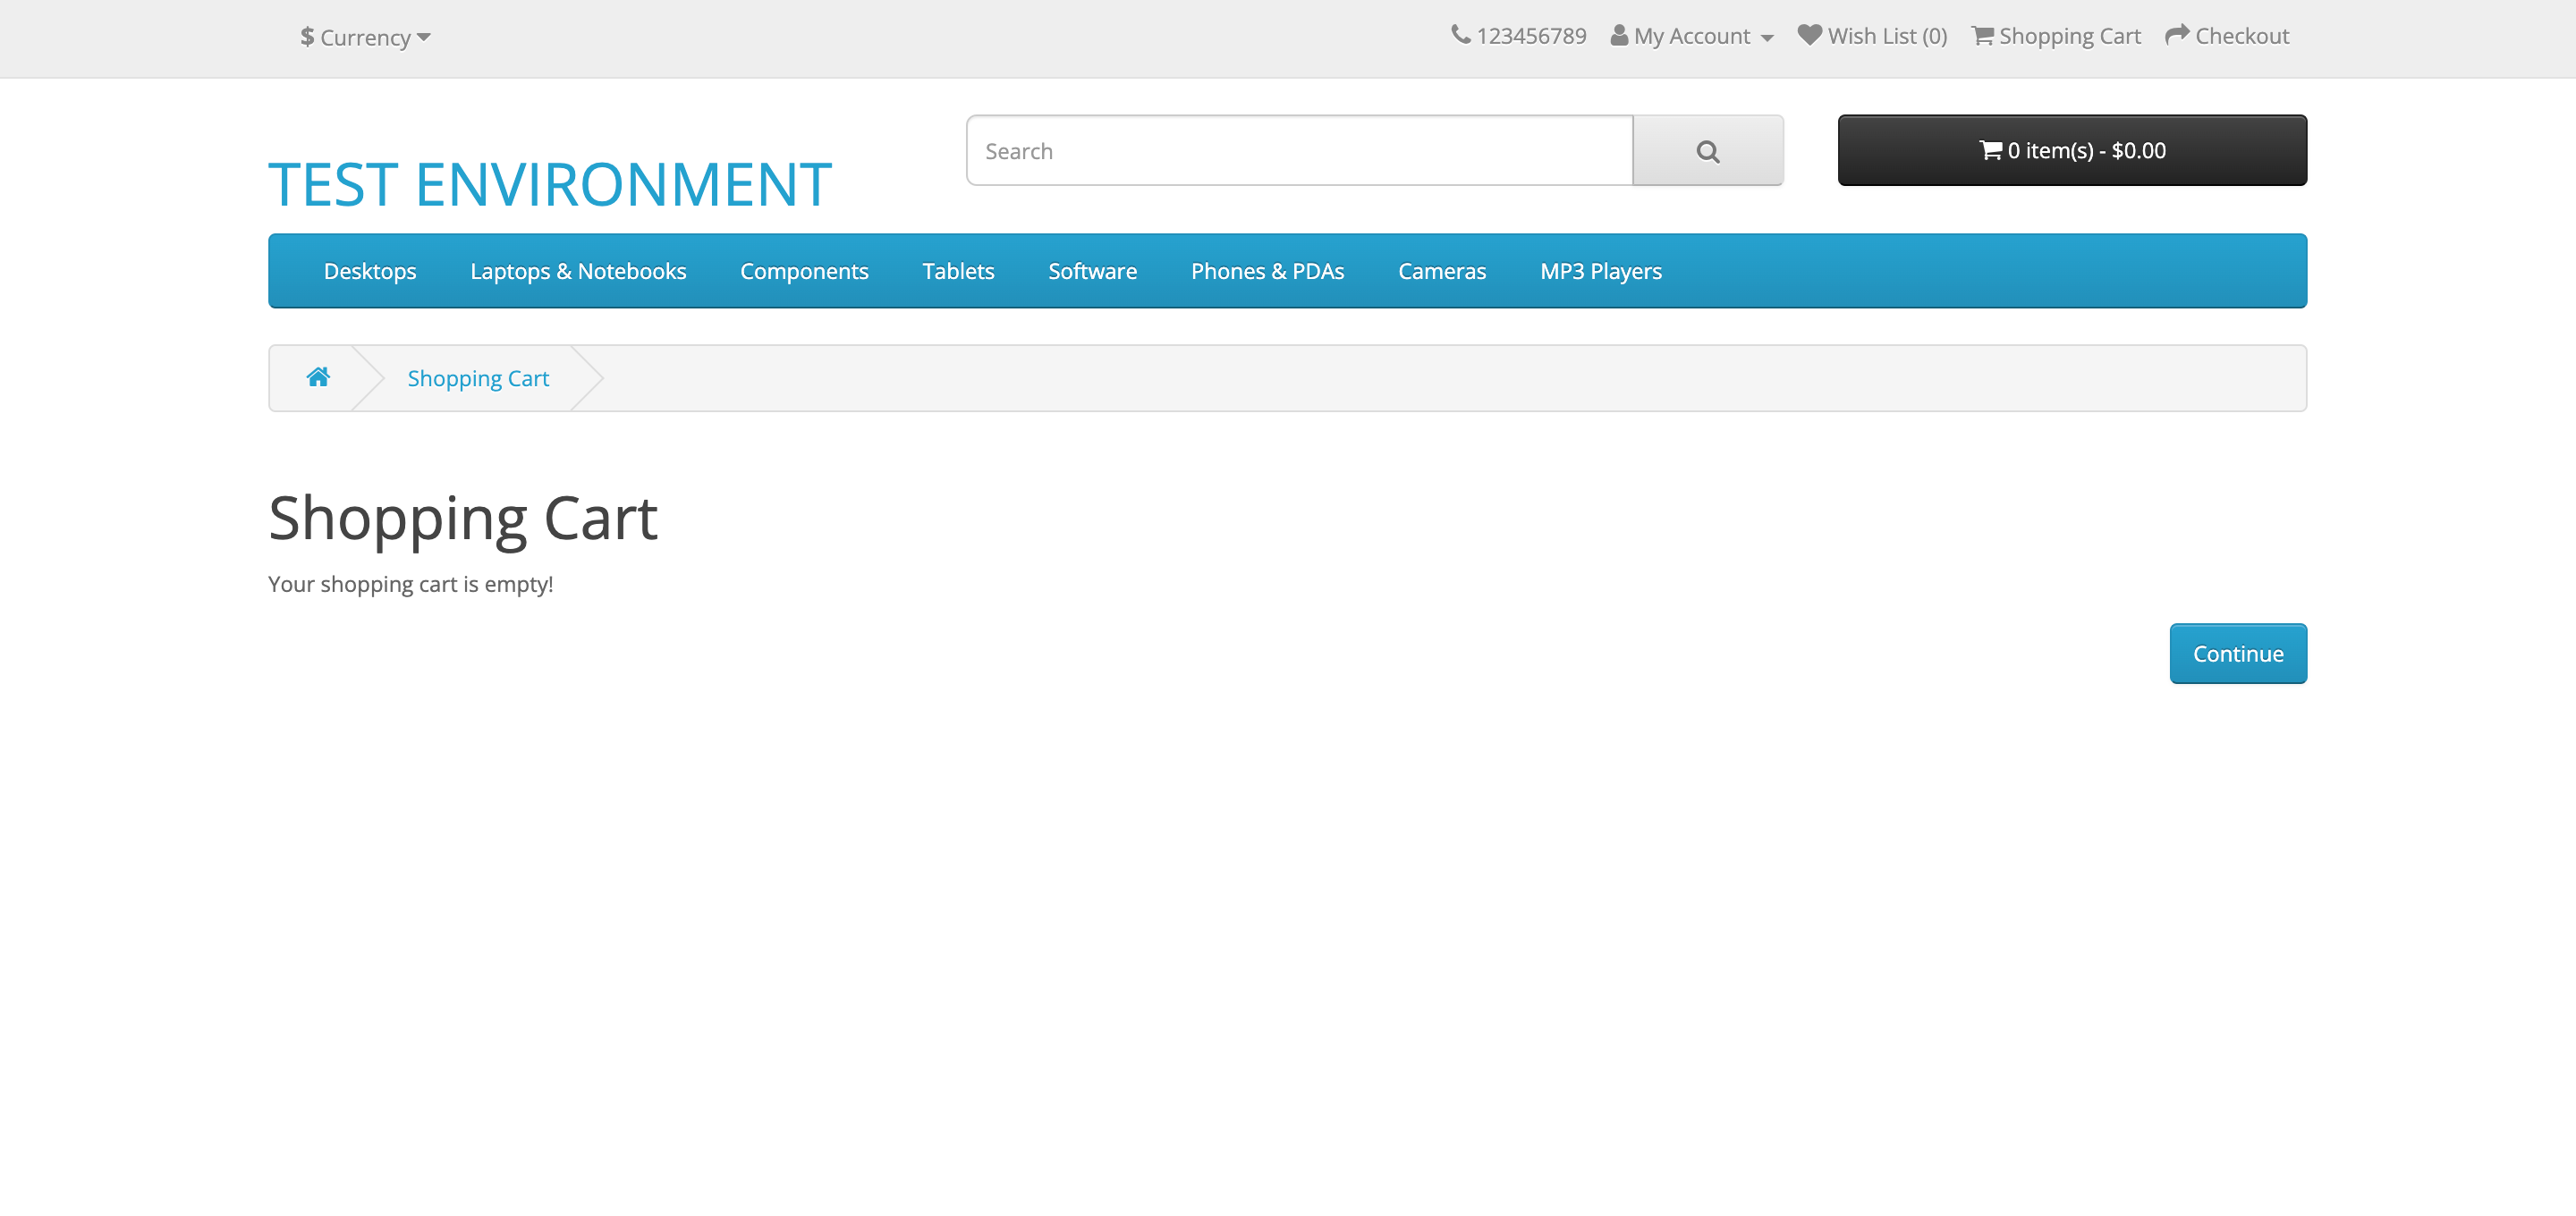 $ Currency
123456789 My Account Wish List (0) Shopping Cart Checkout
Search
0 item(s) - $0.00
TEST ENVIRONMENT
Desktops Laptops & Notebooks Components Tablets Software Phones & PDAs Cameras MP3 Players
Shopping Cart
Shopping Cart
Your shopping cart is empty!
Continue